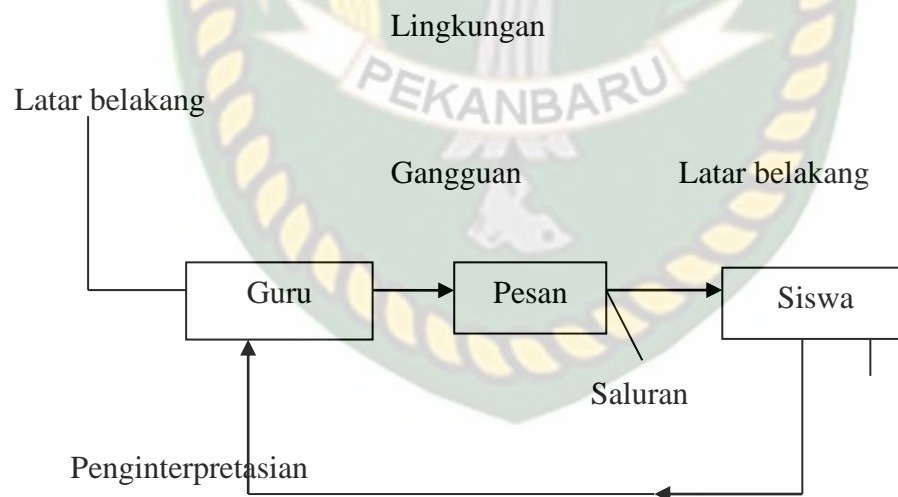 Lingkungan
PEKANBARU
Latar belakang
Gangguan
Latar belakang
Guru
Pesan
Siswa
Saluran
Penginterpretasian